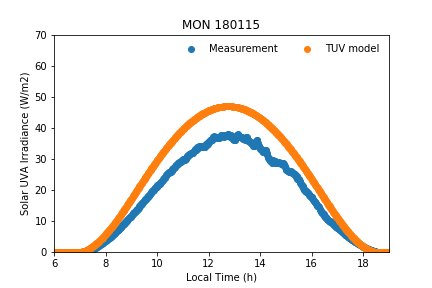 MON 180115
Measurement
TUV model
Solar UVA Irradiance (W/m2)
70
60
50
40
30
20
10
0
6 8 10 12 14 16 18
Local Time (h)